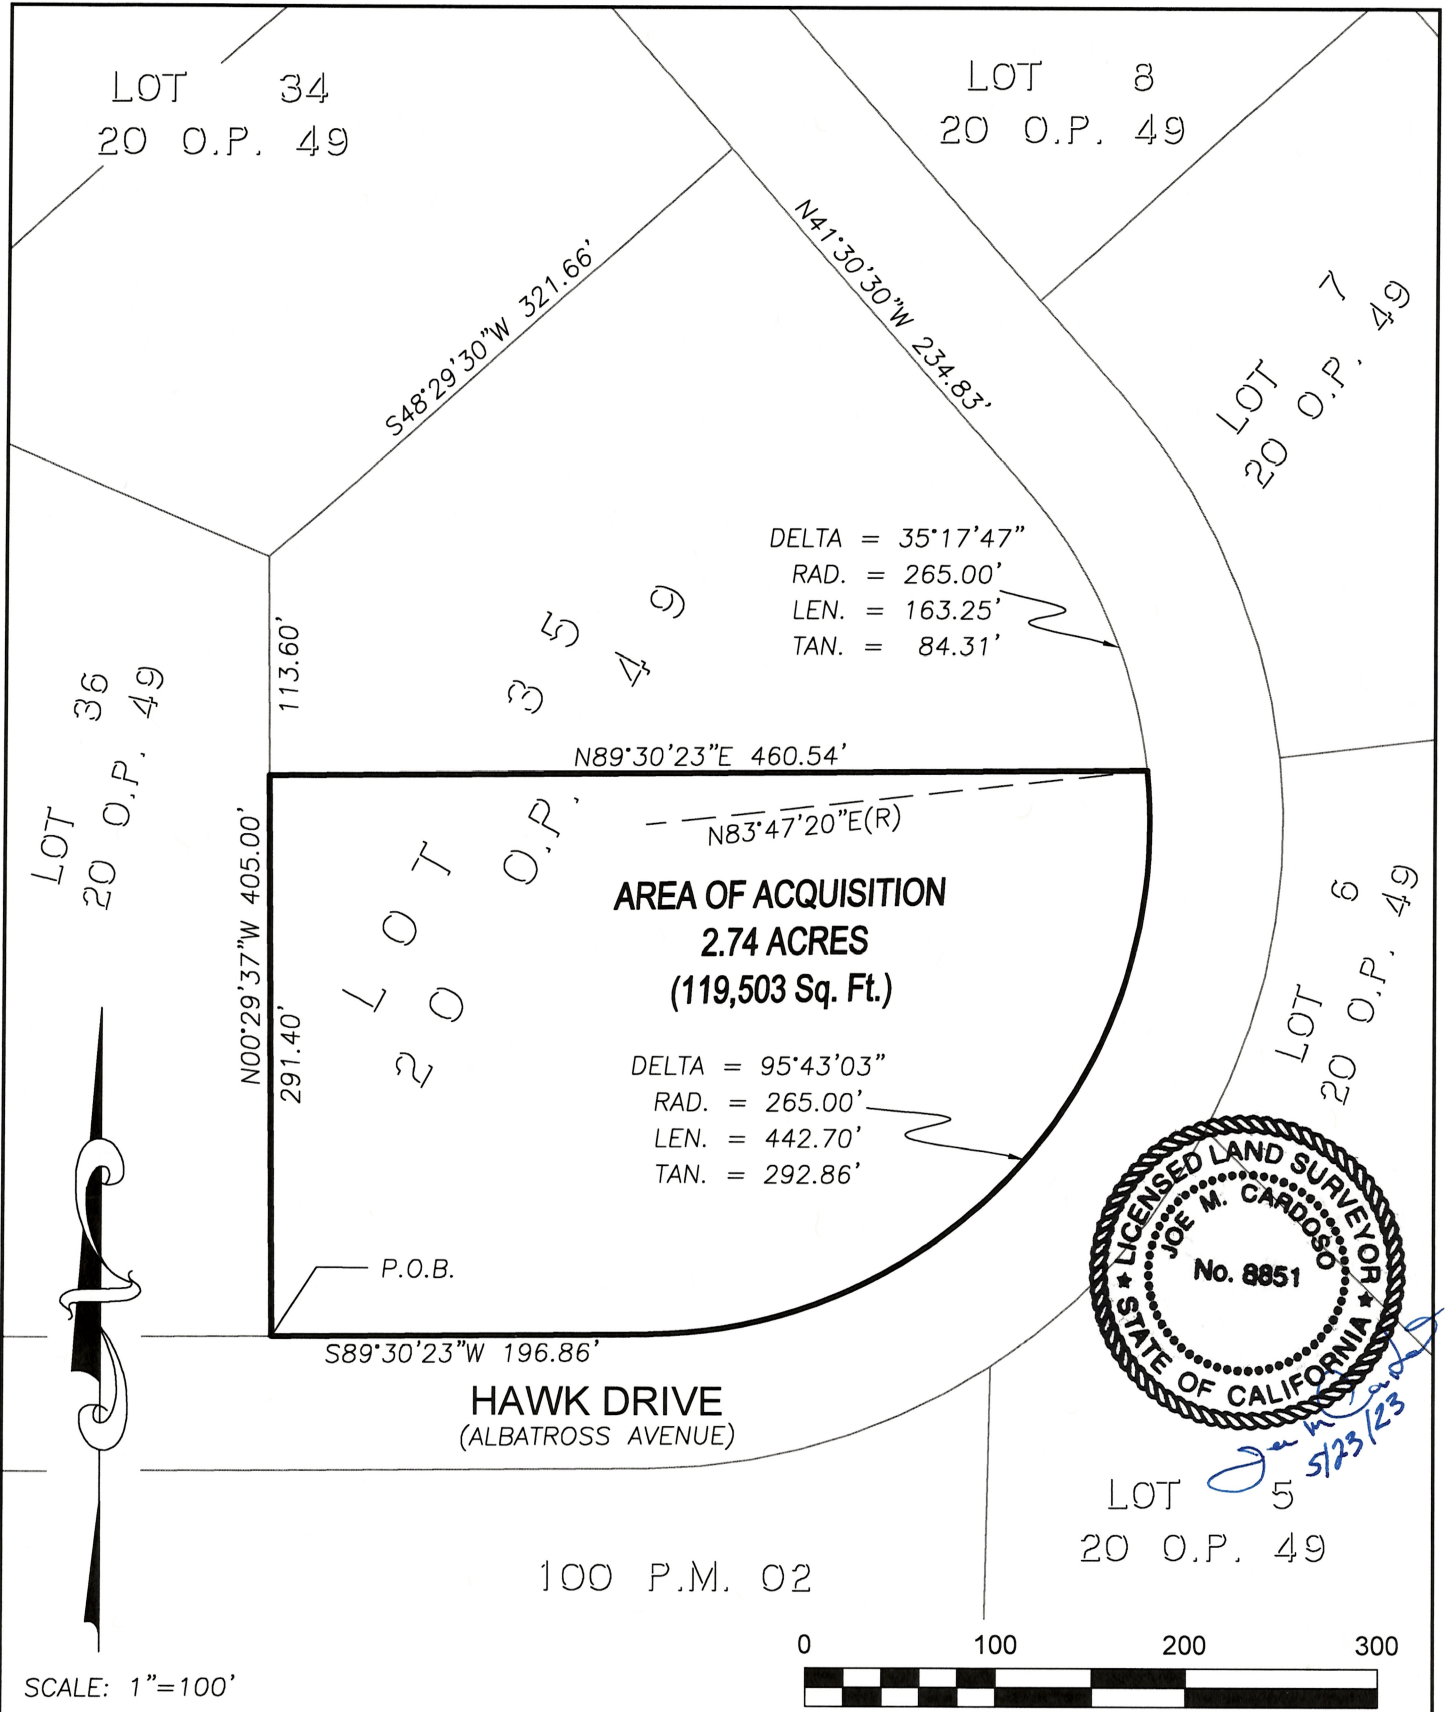 LOT 34
20 O.P. 49
LOT 8
20 O.P. 49
N41°30'30"W 234.83'
S48°29'30"W 321.66'
LOT 7
20 O.P. 49
DELTA = 35°17'47"
RAD. = 265.00'
LEN. = 163.25'
TAN. = 84.31'
113.60'
LOT 36
20 O.P. 49
LOT 35
20 O.P. 49
N89°30'23"E 460.54'
N83°47'20"E(R)
N00°29'37"W 405.00'
291.40'
AREA OF ACQUISITION
2.74 ACRES
(119,503 Sq. Ft.)
DELTA = 95°43'03"
RAD. = 265.00'
LEN. = 442.70'
TAN. = 292.86'
LOT 6
20 O.P. 49
LICENSED LAND SURVEYOR
JOE M. CARDOSO
No. 8851
STATE OF CALIFORNIA
5/23/23
P.O.B.
S89°30'23"W 196.86'
HAWK DRIVE
(ALBATROSS AVENUE)
LOT 5
20 O.P. 49
100 P.M. 02
0 100 200 300
SCALE: 1"=100'